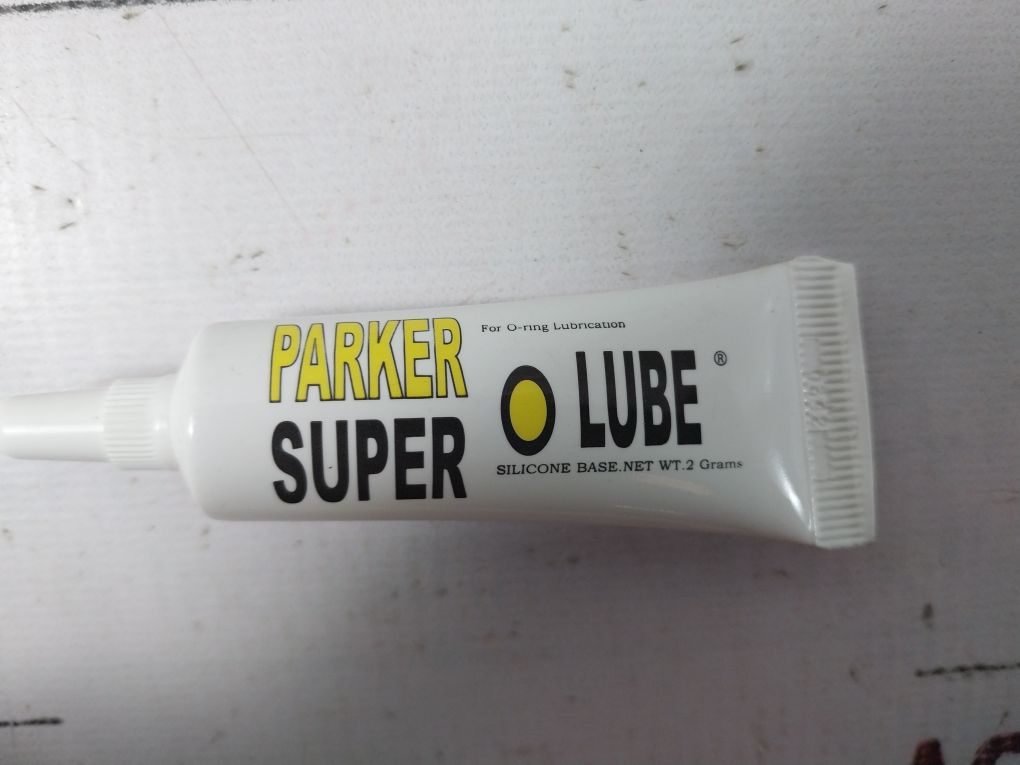 PARKER
SUPER
For O-ring Lubrication
O LUBE ®
SILICONE BASE.NET WT.2 Grams